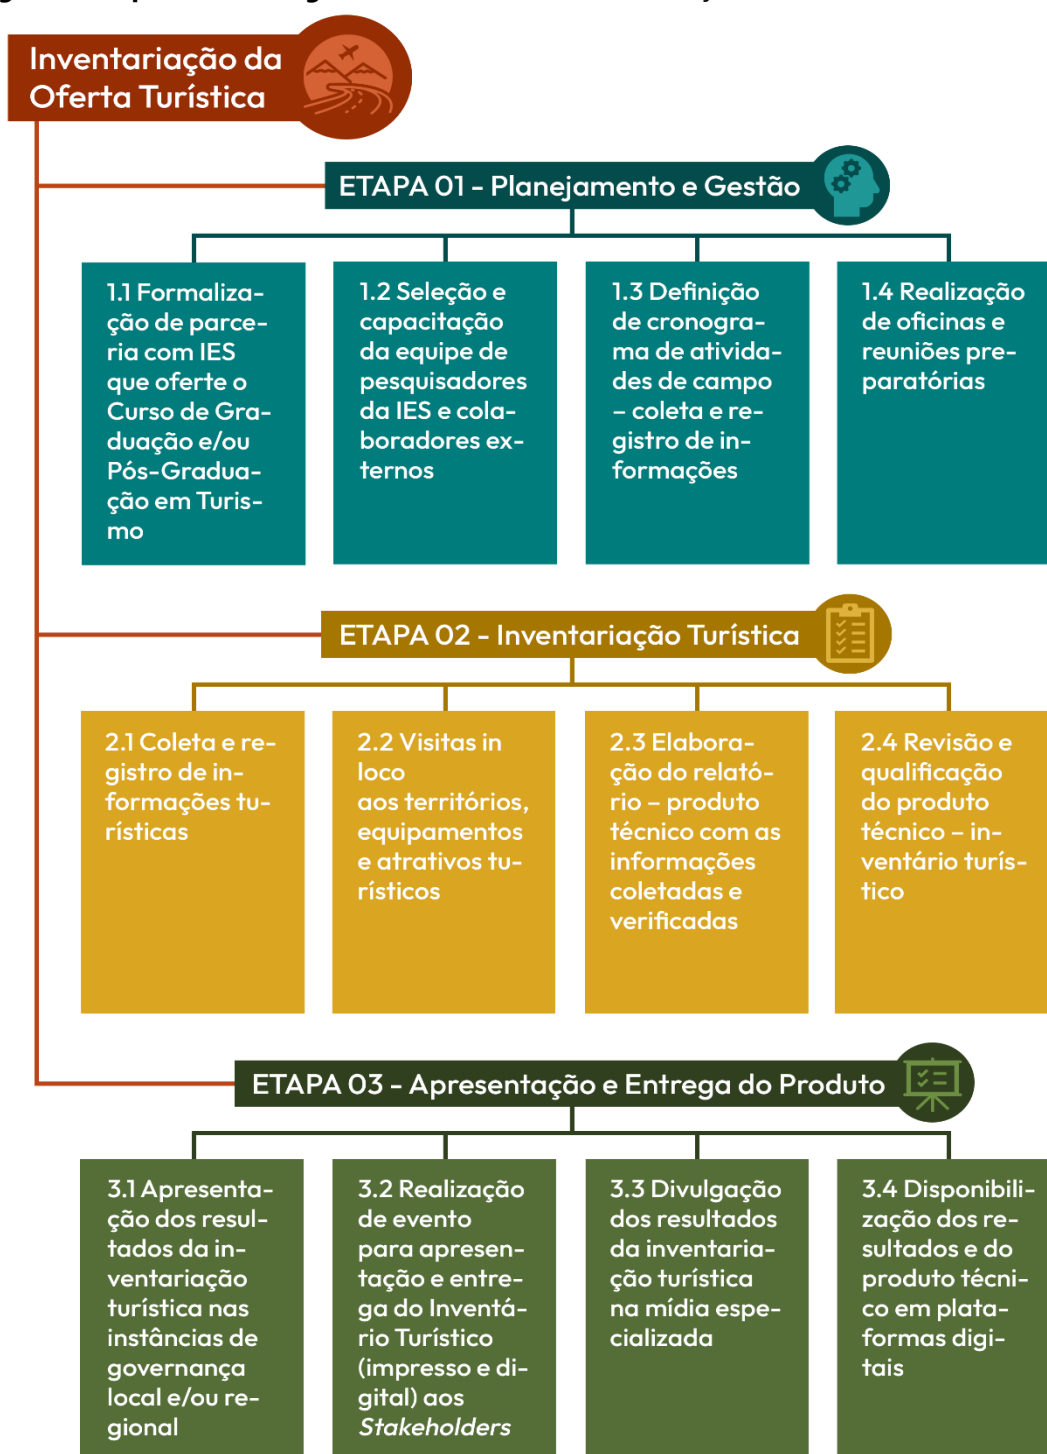 Inventariação da
Oferta Turística
ETAPA 01 - Planejamento e Gestão
1.1 Formaliza-
ção de parce-
ria com IES
que oferte o
Curso de Gra-
duação e/ou
Pós-Gradua-
ção em Turis-
mo
1.2 Seleção e
capacitação
da equipe de
pesquisadores
da IES e cola-
boradores ex-
ternos
1.3 Definição
de cronogra-
ma de ativida-
des de campo
– coleta e re-
gistro de in-
formações
1.4 Realização
de oficinas e
reuniões pre-
paratórias
ETAPA 02 - Inventariação Turística
2.1 Coleta e re-
gistro de in-
formações tu-
rísticas
2.2 Visitas in
loco
aos territórios,
equipamentos
e atrativos tu-
rísticos
2.3 Elabora-
ção do relató-
rio – produto
técnico com as
informações
coletadas e
verificadas
2.4 Revisão e
qualificação
do produto
técnico – in-
ventário turís-
tico
ETAPA 03 - Apresentação e Entrega do Produto
3.1 Apresenta-
ção dos resul-
tados da in-
ventariação
turística nas
instâncias de
governança
local e/ou re-
gional
3.2 Realização
de evento
para apresen-
tação e entre-
ga do Inventá-
rio Turístico
(impresso e di-
gital) aos
Stakeholders
3.3 Divulgação
dos resultados
da inventaria-
ção turística
na mídia espe-
cializada
3.4 Disponibili-
zação dos re-
sultados e do
produto técni-
co em plata-
formas digi-
tais